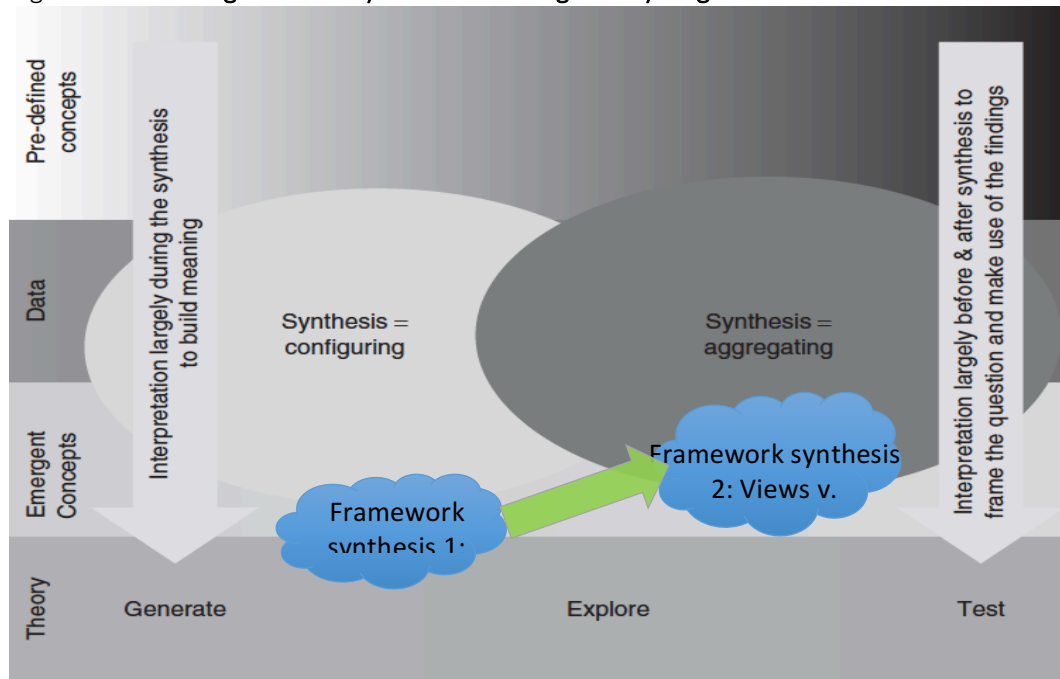 Pre-defined
concepts
Data
Emergent
Concepts
Theory
Interpretation largely during the synthesis
to build meaning
Synthesis =
configuring
Synthesis =
aggregating
Interpretation largely before & after synthesis to
frame the question and make use of the findings
Framework
synthesis 1:
Framework synthesis
2: Views v.
Generate
Explore
Test